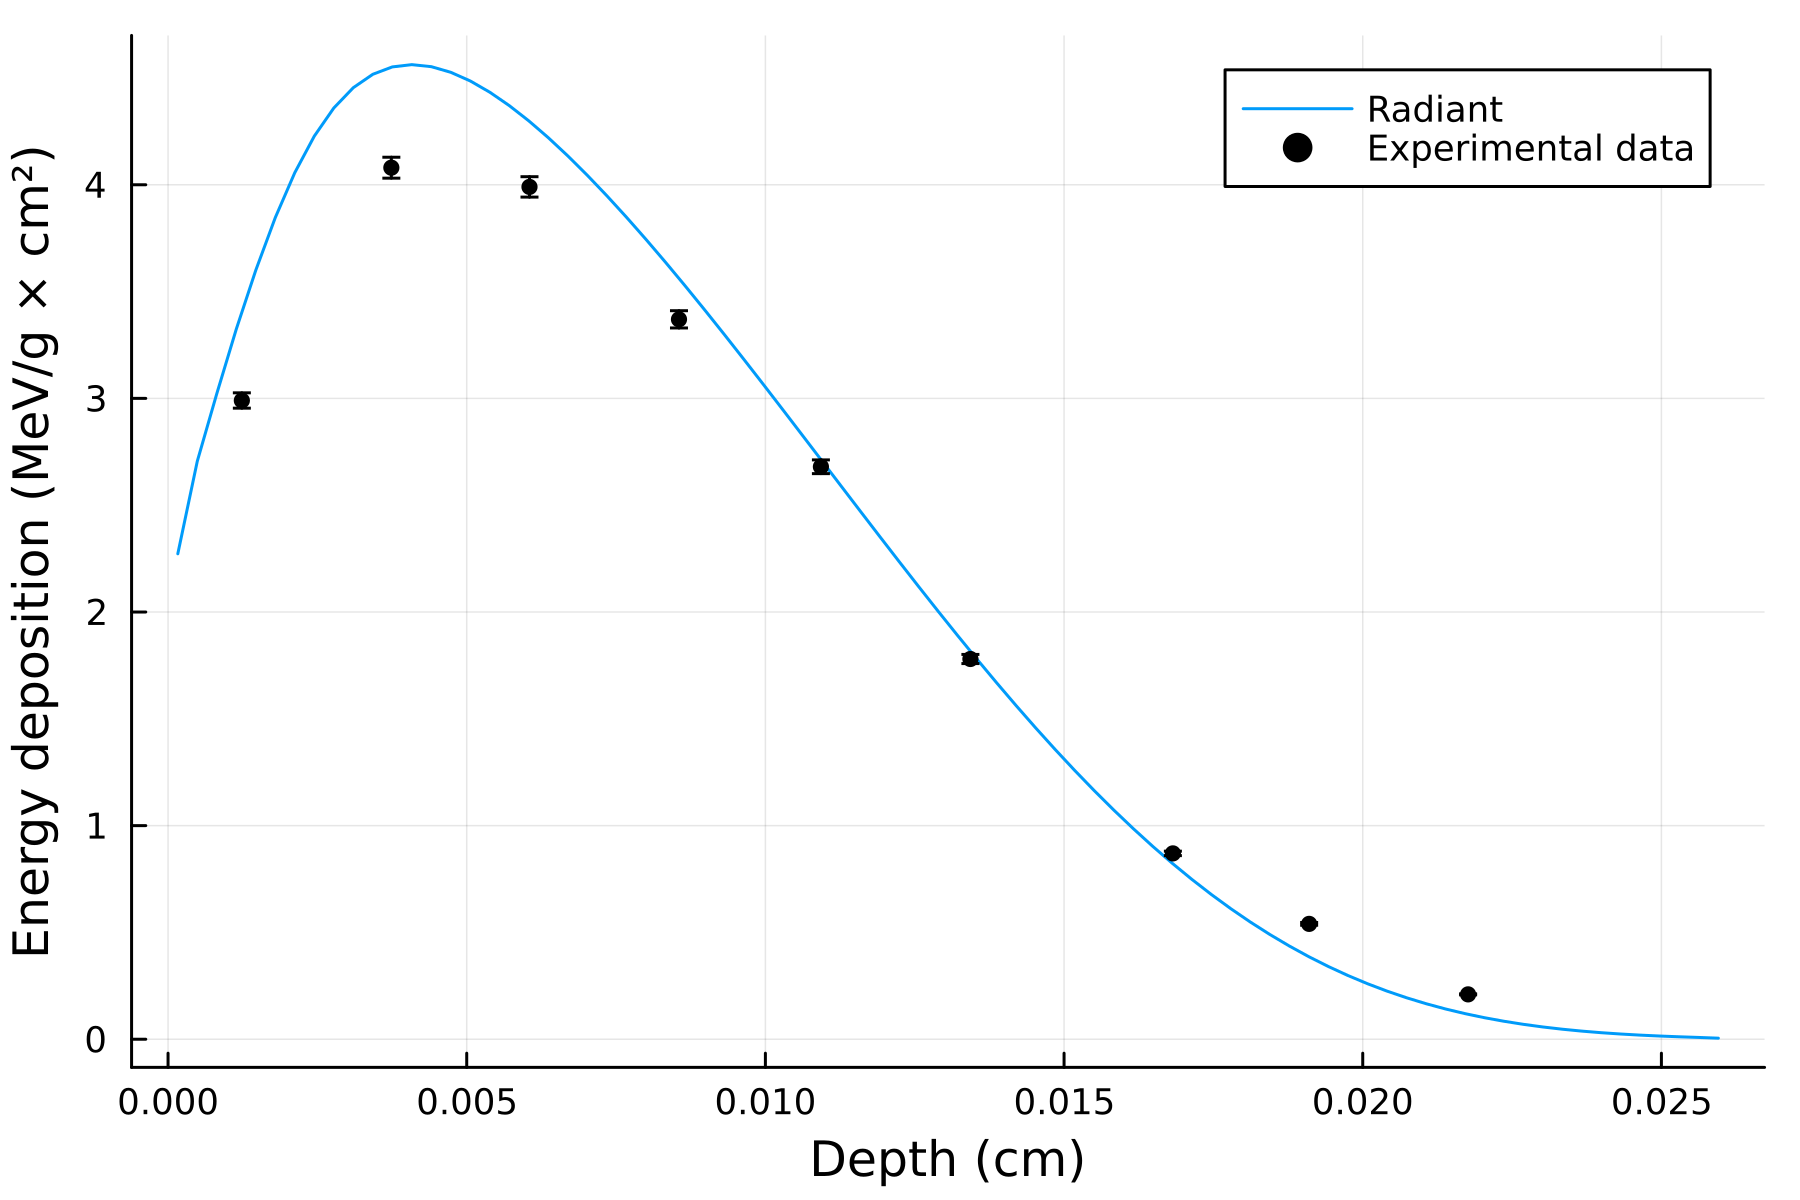 Energy deposition (MeV/g × cm²)
4
3
2
1
0
Radiant
Experimental data
0.000 0.005 0.010 0.015 0.020 0.025
Depth (cm)